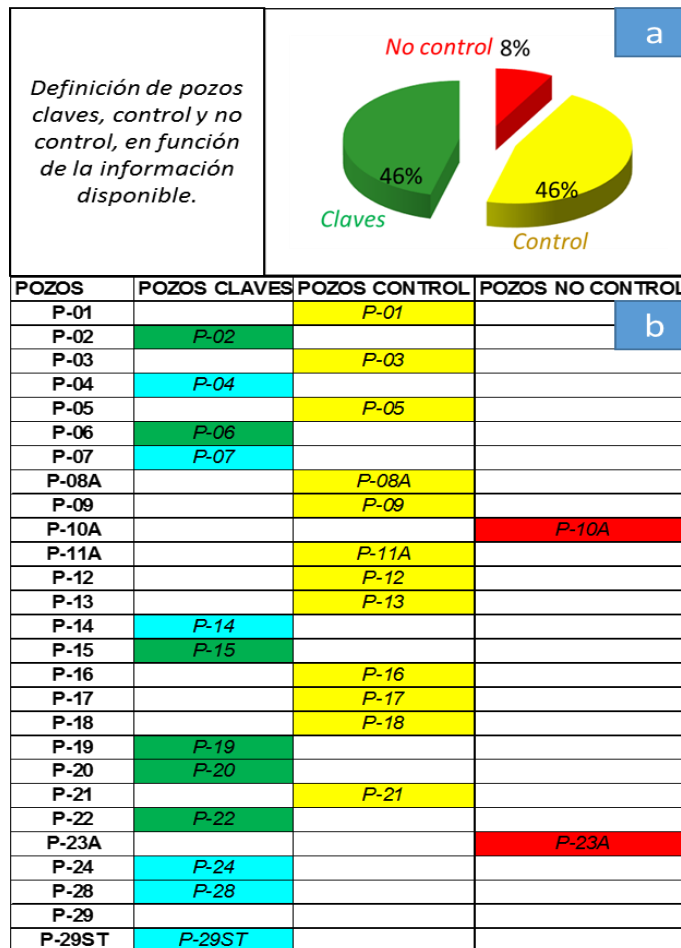 Definición de pozos
claves, control y no
control, en función
de la información
disponible.
a
No control 8%
46%
Claves
46%
Control
POZOS POZOS CLAVES POZOS CONTROL POZOS NO CONTROL
b
P-01 P-01
P-02 P-02
P-03 P-03
P-04 P-04
P-05 P-05
P-06 P-06
P-07 P-07
P-08A P-08A
P-09 P-09
P-10A P-10A
P-11A P-11A
P-12 P-12
P-13 P-13
P-14 P-14
P-15 P-15
P-16 P-16
P-17 P-17
P-18 P-18
P-19 P-19
P-20 P-20
P-21 P-21
P-22 P-22
P-23A P-23A
P-24 P-24
P-28 P-28
P-29
P-29ST P-29ST